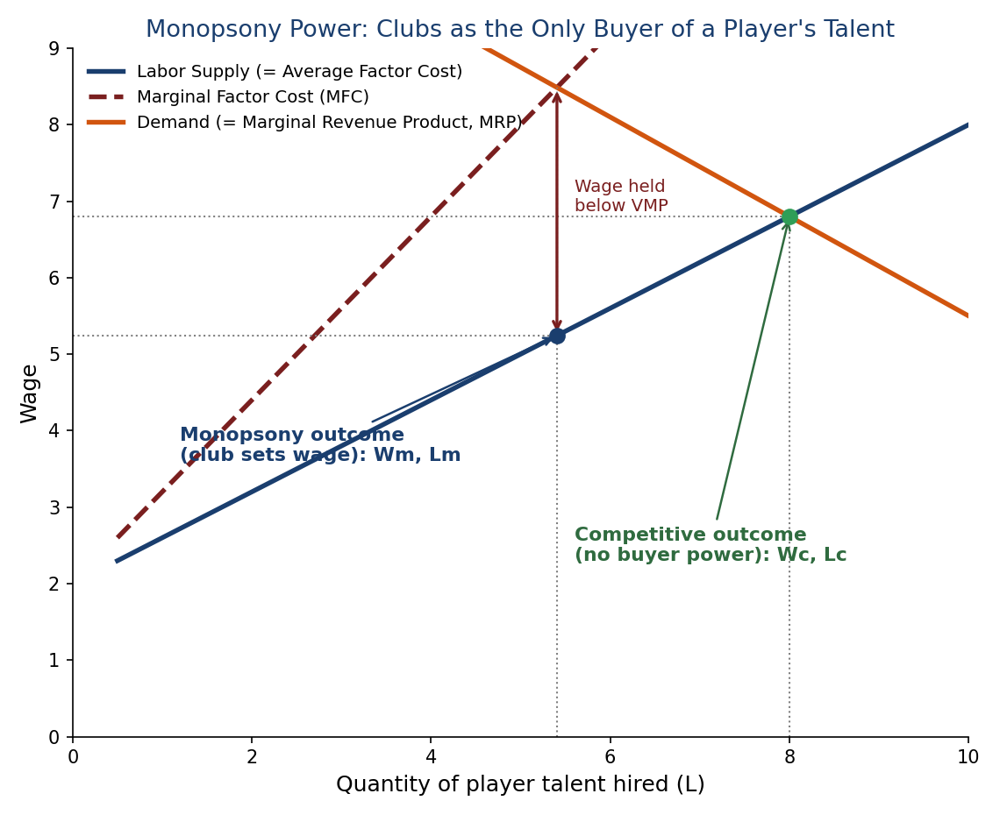 Monopsony Power: Clubs as the Only Buyer of a Player's Talent
Labor Supply (= Average Factor Cost)
Marginal Factor Cost (MFC)
Demand (= Marginal Revenue Product, MRP)
Wage held
below VMP
Monopsony outcome
(club sets wage): Wm, Lm
Competitive outcome
(no buyer power): Wc, Lc
Wage
9
8
7
6
5
4
3
2
1
0
0 2 4 6 8 10
Quantity of player talent hired (L)